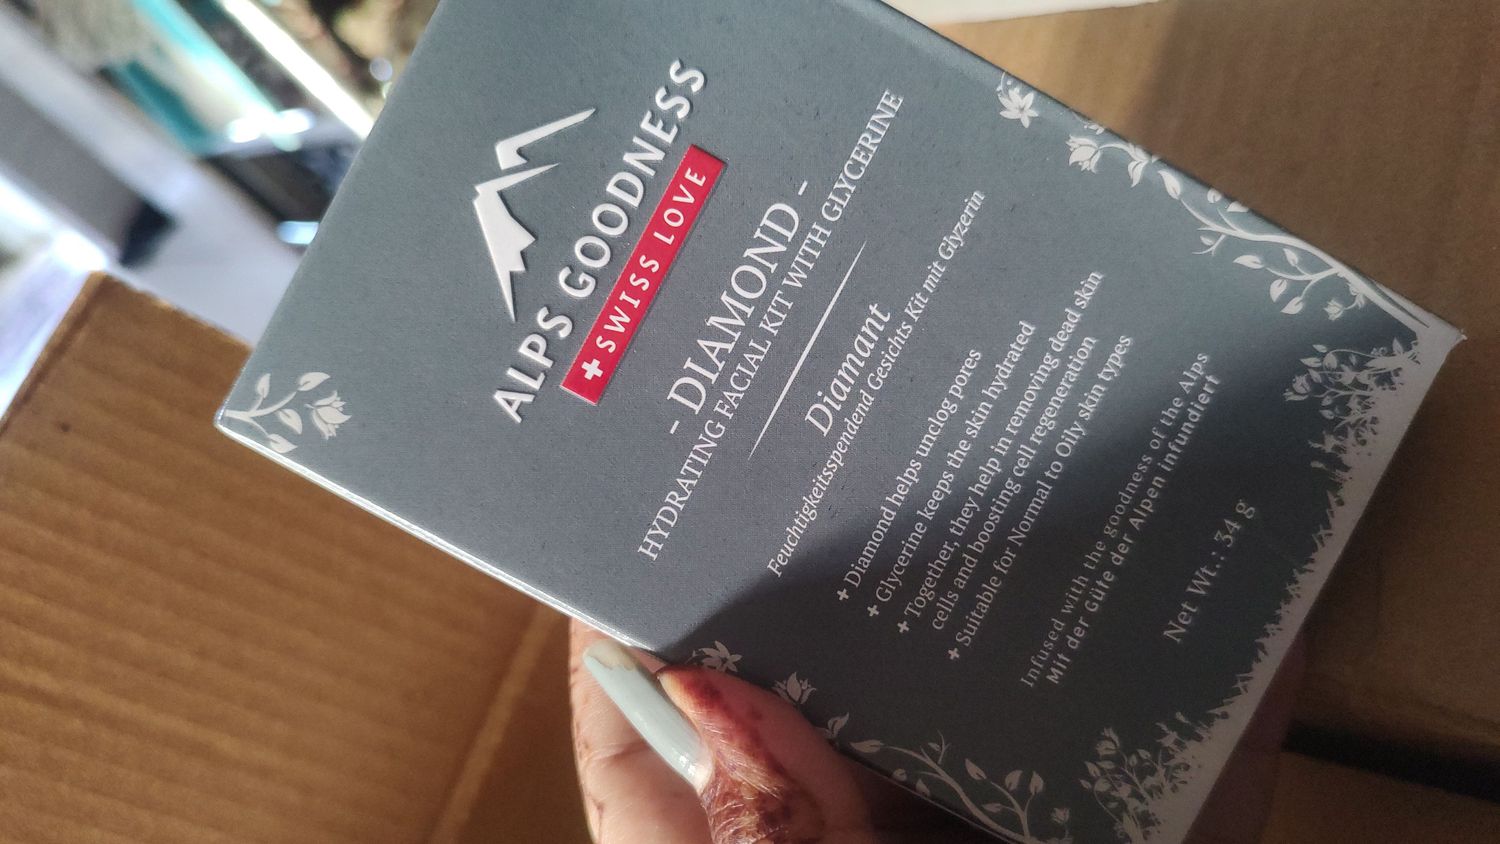 ALPS GOODNESS
SWISS LOVE
- DIAMOND -
HYDRATING FACIAL KIT WITH GLYCERINE
Diamant
Feuchtigkeitsspendend Gesichts Kit mit Glyzerin
Diamond helps unclog pores
Glycerine keeps the skin hydrated
Together, they help in removing dead skin
cells and boosting cell regeneration
Suitable for Normal to Oily skin types
Infused with the goodness of the Alps
Mit der Güte der Alpen infundiert
Net Wt.: 34 g